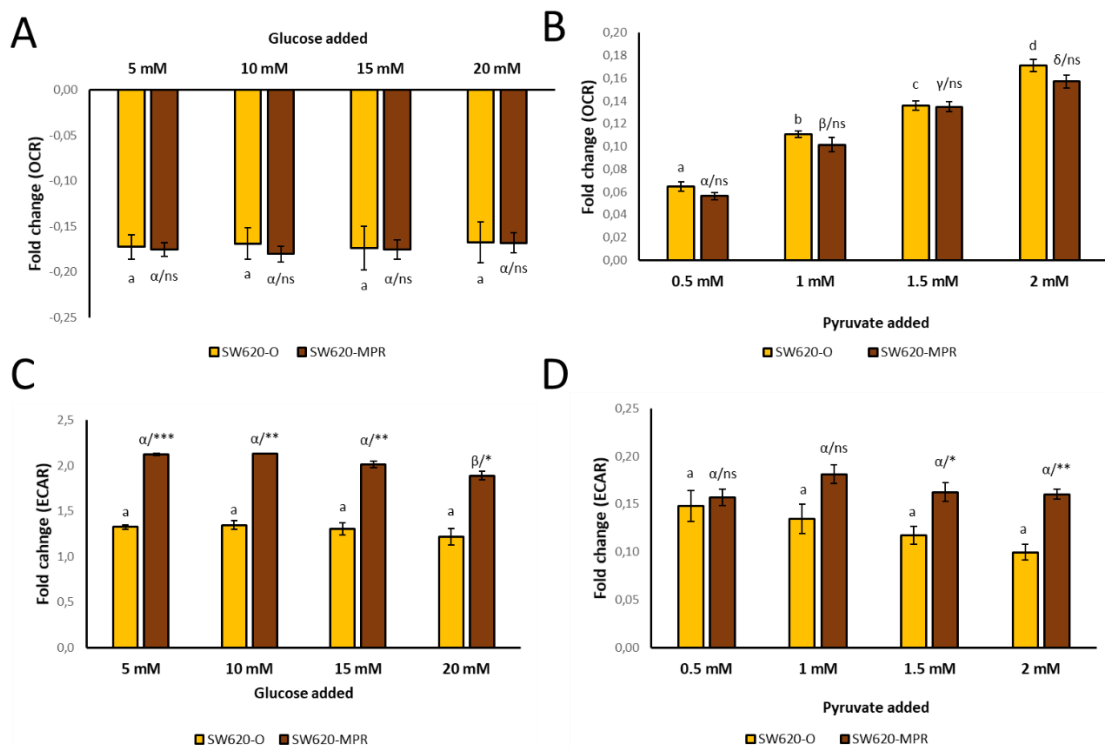 A
Glucose added
5 mM 10 mM 15 mM 20 mM
Fold change (OCR)
0,00
-0,05
-0,10
-0,15
-0,20
-0,25
a α/ns a α/ns a α/ns a α/ns
SW620-O SW620-MPR
B
Fold change (OCR)
0,20
0,18
0,16
0,14
0,12
0,10
0,08
0,06
0,04
0,02
0,00
a α/ns b β/ns c γ/ns d δ/ns
0.5 mM 1 mM 1.5 mM 2 mM
Pyruvate added
SW620-O SW620-MPR
C
Fold cahnge (ECAR)
2,5
2,0
1,5
1,0
0,5
0,0
a α/*** a α/** a α/** a β/*
5 mM 10 mM 15 mM 20 mM
Glucose added
SW620-O SW620-MPR
D
Fold change (ECAR)
0,25
0,20
0,15
0,10
0,05
0,00
a α/ns a α/ns a α/* a α/**
0.5 mM 1 mM 1.5 mM 2 mM
Pyruvate added
SW620-O SW620-MPR